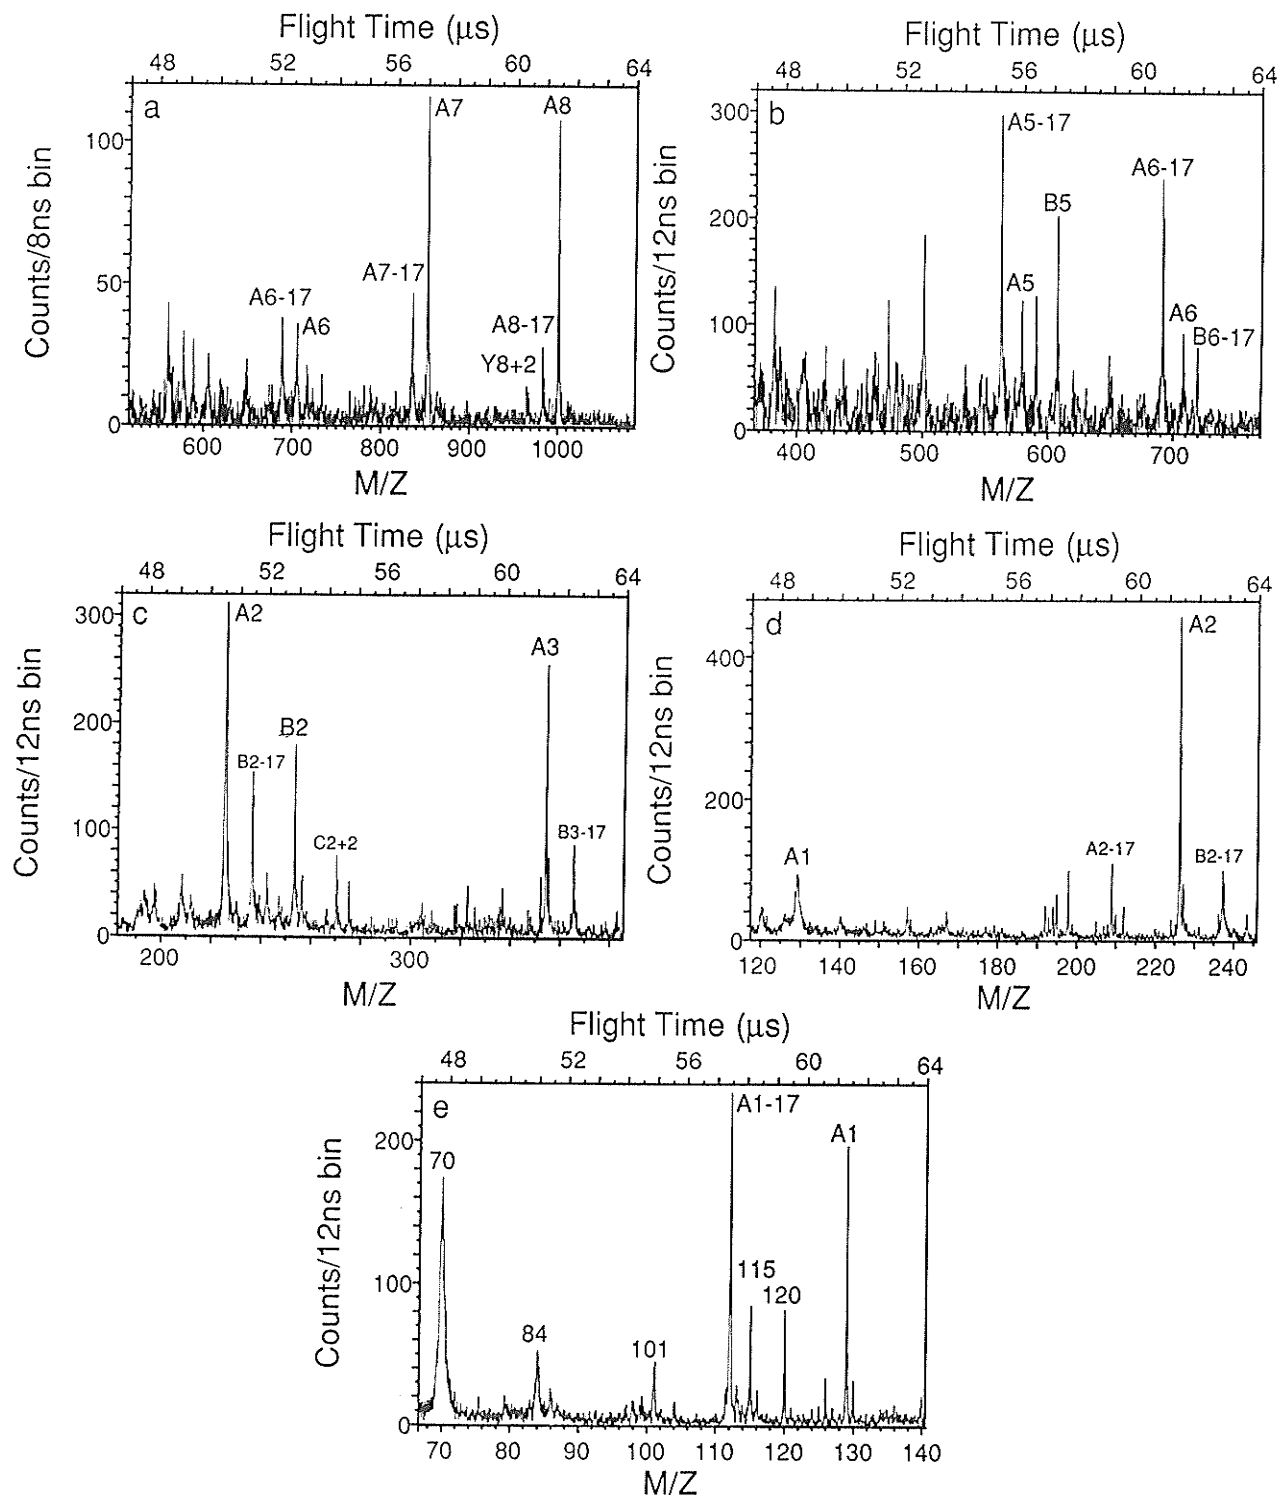 Flight Time (μs)
48 52 56 60 64
a
A7
A8
100
50
0
A7-17
A6-17
A6
A8-17
Y8+2
Counts/8ns bin
600 700 800 900 1000
M/Z
Flight Time (μs)
48 52 56 60 64
b
300
200
100
0
A5-17
A6-17
B5
A5
A6
B6-17
Counts/12ns bin
400 500 600 700
M/Z
Flight Time (μs)
48 52 56 60 64
c
300
200
100
0
A2
A3
B2
B2-17
C2+2
B3-17
Counts/12ns bin
200 300
M/Z
Flight Time (μs)
48 52 56 60 64
d
400
200
0
A2
A1
A2-17
B2-17
Counts/12ns bin
120 140 160 180 200 220 240
M/Z
Flight Time (μs)
48 52 56 60 64
e
200
100
0
A1-17
A1
70
115
120
84
101
Counts/12ns bin
70 80 90 100 110 120 130 140
M/Z